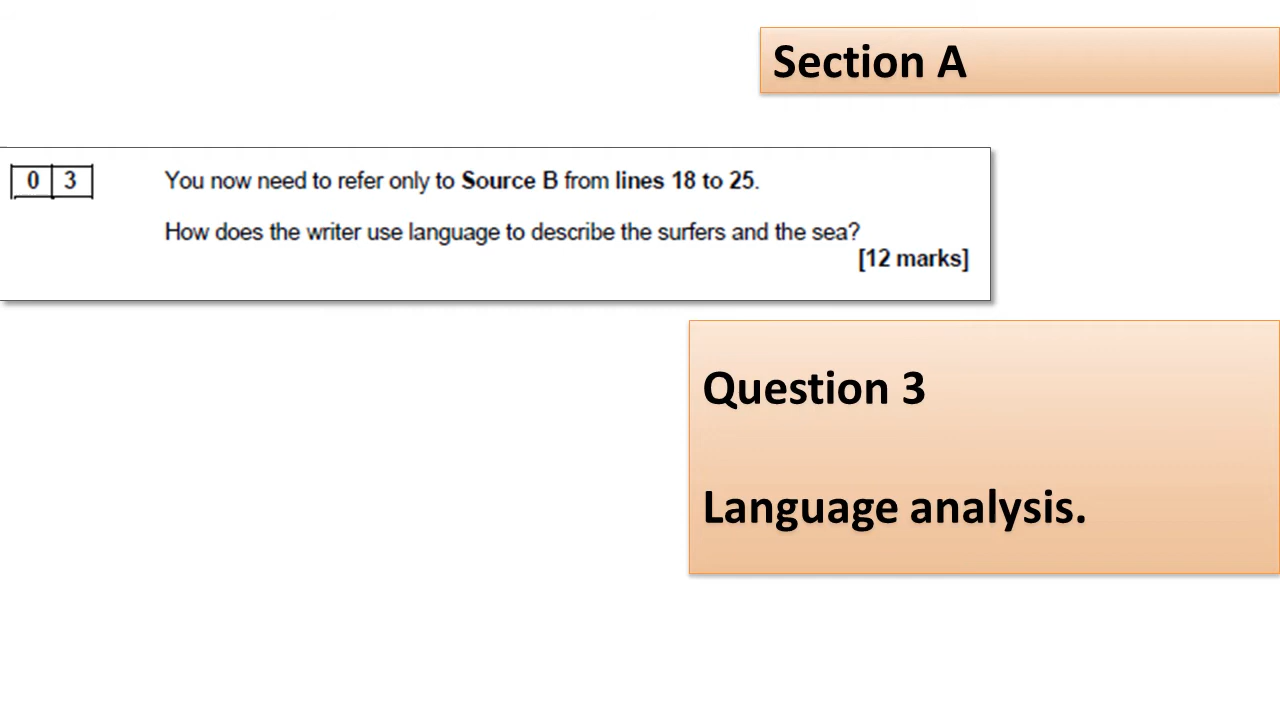 Section A
0 3
You now need to refer only to Source B from lines 18 to 25.
How does the writer use language to describe the surfers and the sea?
[12 marks]
Question 3
Language analysis.